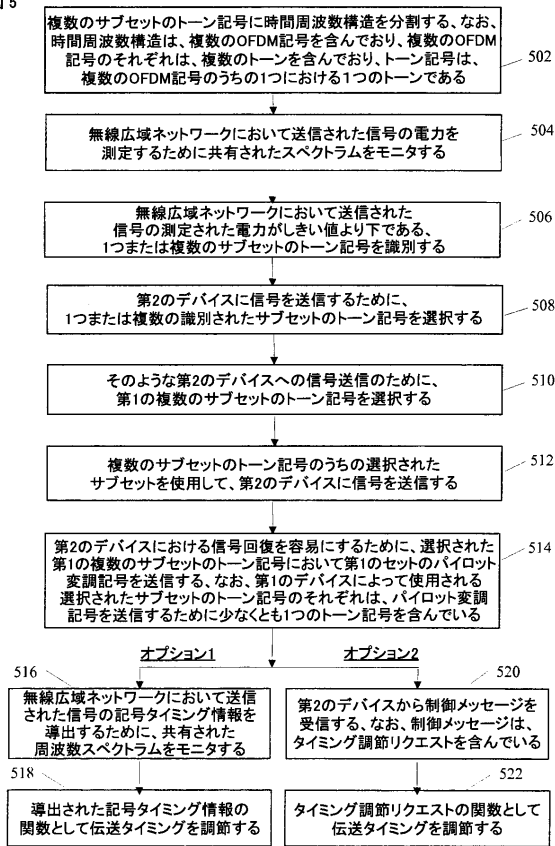 図5
複数のサブセットのトーン記号に時間周波数構造を分割する、なお、
時間周波数構造は、複数のOFDM記号を含んでおり、複数のOFDM
記号のそれぞれは、複数のトーンを含んでおり、トーン記号は、
複数のOFDM記号のうちの1つにおける1つのトーンである
502
無線広域ネットワークにおいて送信された信号の電力を
測定するために共有されたスペクトラムをモニタする
504
無線広域ネットワークにおいて送信された
信号の測定された電力がしきい値より下である、
1つまたは複数のサブセットのトーン記号を識別する
506
第2のデバイスに信号を送信するために、
1つまたは複数の識別されたサブセットのトーン記号を選択する
508
そのような第2のデバイスへの信号送信のために、
第1の複数のサブセットのトーン記号を選択する
510
複数のサブセットのトーン記号のうちの選択された
サブセットを使用して、第2のデバイスに信号を送信する
512
第2のデバイスにおける信号回復を容易にするために、選択された
第1の複数のサブセットのトーン記号において第1のセットのパイロット
変調記号を送信する、なお、第1のデバイスによって使用される
選択されたサブセットのトーン記号のそれぞれは、パイロット変調
記号を送信するために少なくとも1つのトーン記号を含んでいる
514
オプション1
オプション2
516
無線広域ネットワークにおいて送信
された信号の記号タイミング情報を
導出するために、共有された
周波数スペクトラムをモニタする
520
第2のデバイスから制御メッセージを
受信する、なお、制御メッセージは、
タイミング調節リクエストを含んでいる
518
導出された記号タイミング情報の
関数として伝送タイミングを調節する
522
タイミング調節リクエストの関数として
伝送タイミングを調節する